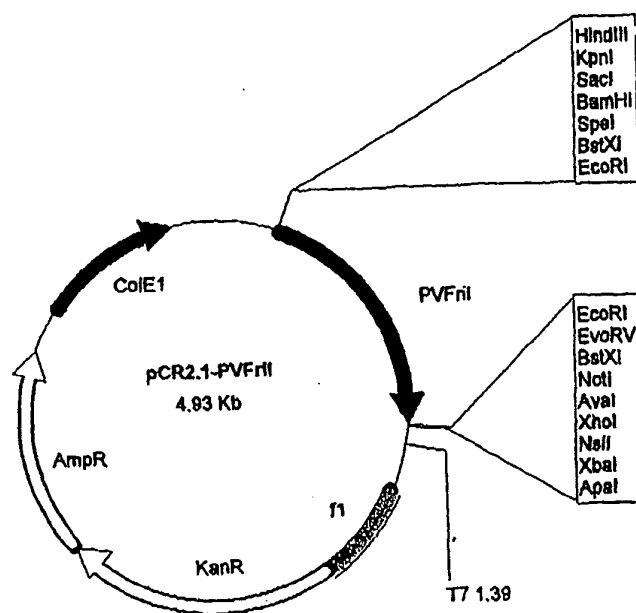 HindIII
KpnI
SacI
BamHI
SpeI
BstXI
EcoRI
ColE1
PVFriI
pCR2.1-PVFriI
4.93 Kb
EcoRI
EvoRV
BstXI
NotI
AvaI
XhoI
NsiI
XbaI
ApaI
AmpR
f1
KanR
T7 1.39